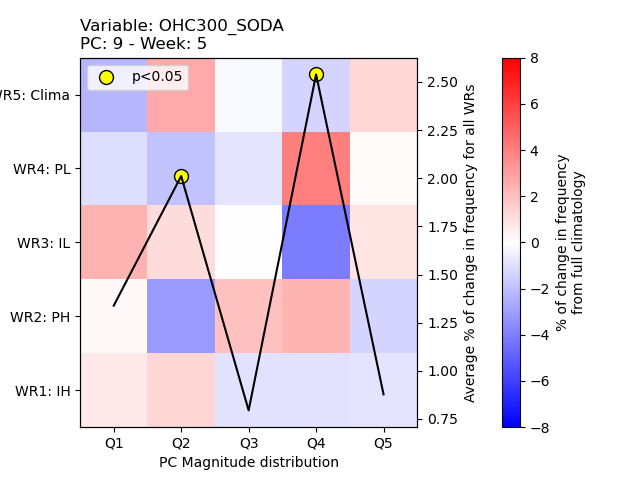 Variable: OHC300_SODA
PC: 9 - Week: 5
p<0.05
WR5: Clima
WR4: PL
WR3: IL
WR2: PH
WR1: IH
Q1 Q2 Q3 Q4 Q5
PC Magnitude distribution
2.50
2.25
2.00
1.75
1.50
1.25
1.00
0.75
Average % of change in frequency for all WRs
8
6
4
2
0
−2
−4
−6
−8
% of change in frequency
from full climatology